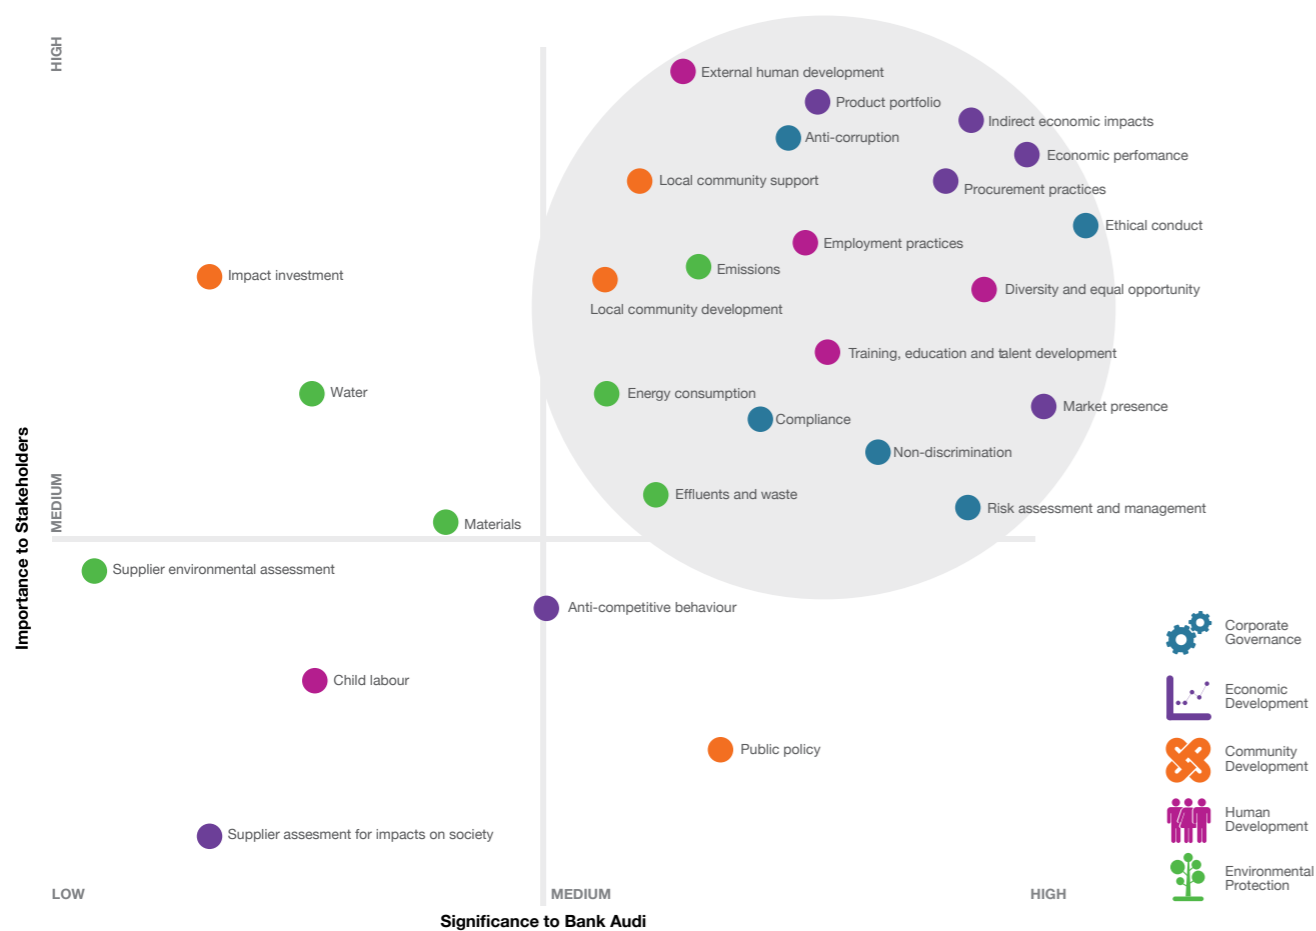 HIGH
External human development
Product portfolio
Indirect economic impacts
Anti-corruption
Economic perfomance
Local community support
Procurement practices
Ethical conduct
Employment practices
Emissions
Impact investment
Diversity and equal opportunity
Local community development
Training, education and talent development
Water
Energy consumption
Market presence
Compliance
Non-discrimination
Effluents and waste
Risk assessment and management
MEDIUM
Materials
Importance to Stakeholders
Supplier environmental assessment
Anti-competitive behaviour
Child labour
Public policy
Supplier assesment for impacts on society
Corporate
Governance
Economic
Development
Community
Development
Human
Development
Environmental
Protection
LOW
MEDIUM
HIGH
Significance to Bank Audi